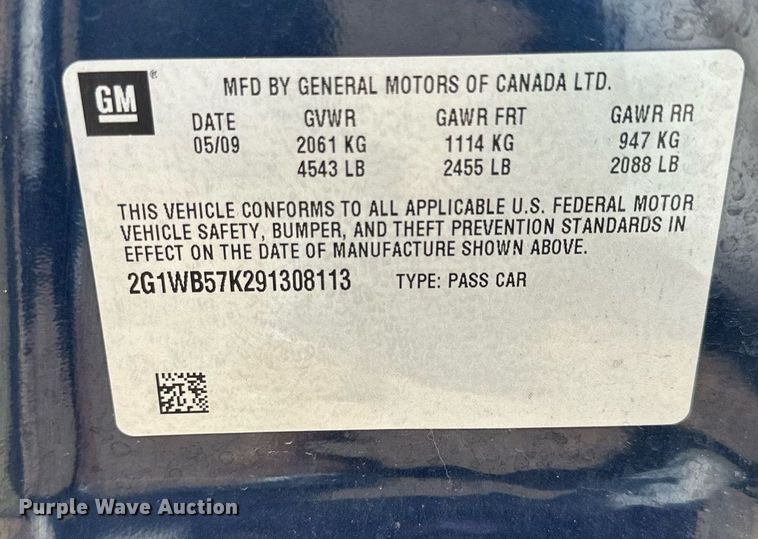 GM®
MFD BY GENERAL MOTORS OF CANADA LTD.
DATE GVWR GAWR FRT GAWR RR
05/09 2061 KG 1114 KG 947 KG
4543 LB 2455 LB 2088 LB
THIS VEHICLE CONFORMS TO ALL APPLICABLE U.S. FEDERAL MOTOR
VEHICLE SAFETY, BUMPER, AND THEFT PREVENTION STANDARDS IN
EFFECT ON THE DATE OF MANUFACTURE SHOWN ABOVE.
2G1WB57K291308113 TYPE: PASS CAR
Purple Wave Auction